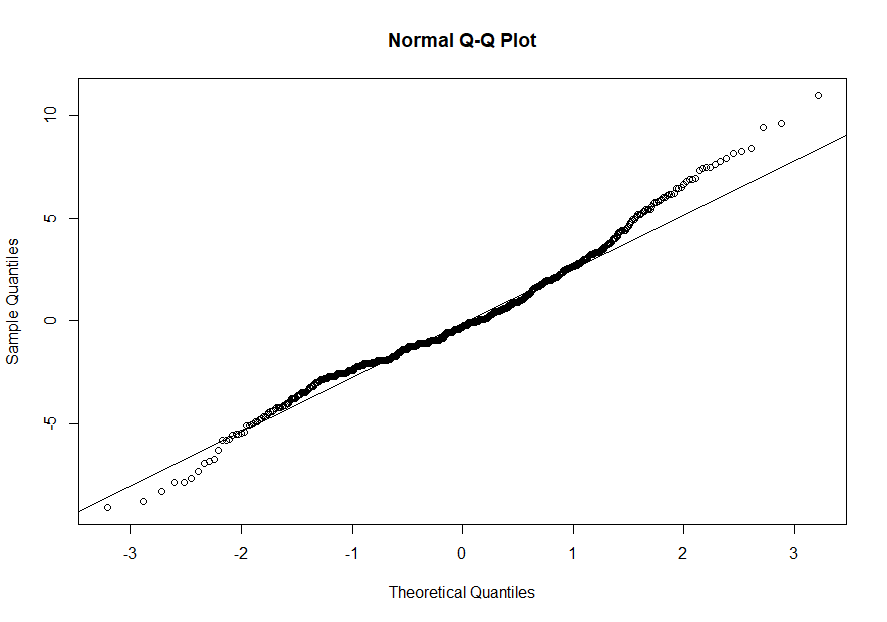 Normal Q-Q Plot
10
5
0
-5
Sample Quantiles
-3 -2 -1 0 1 2 3
Theoretical Quantiles